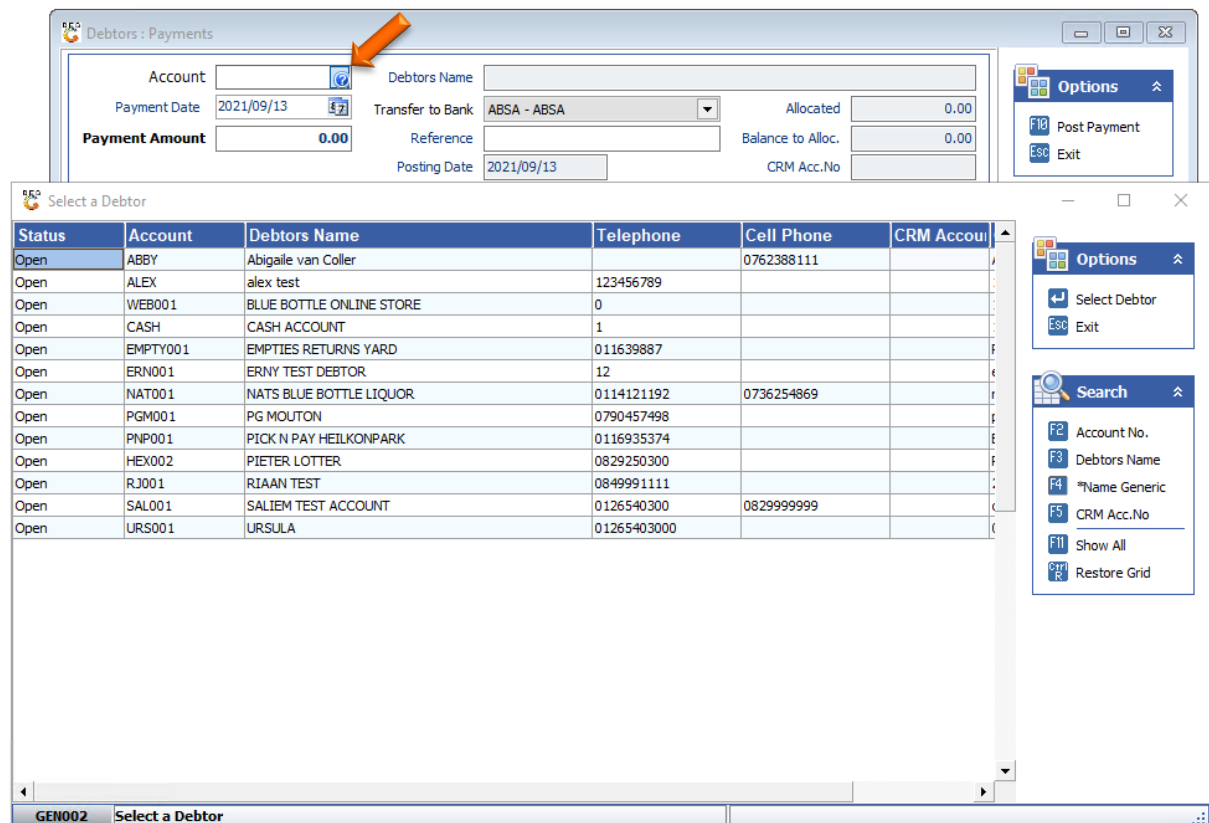 Debtors : Payments
Account
Debtors Name
Options
Payment Date 2021/09/13 Transfer to Bank ABSA - ABSA Allocated 0.00
F10 Post Payment
Payment Amount 0.00 Reference Balance to Alloc. 0.00
Esc Exit
Posting Date 2021/09/13 CRM Acc.No
Select a Debtor
Status Account Debtors Name Telephone Cell Phone CRM Accou
Open ABBY Abigaile van Coller 0762388111
Open ALEX alex test 123456789
Open WEB001 BLUE BOTTLE ONLINE STORE 0
Open CASH CASH ACCOUNT 1
Open EMPTY001 EMPTIES RETURNS YARD 011639887
Open ERN001 ERNY TEST DEBTOR 12
Open NAT001 NATS BLUE BOTTLE LIQUOR 0114121192 0736254869
Open PGM001 PG MOUTON 0790457498
Open PNP001 PICK N PAY HEILKONPARK 0116935374
Open HEX002 PIETER LOTTER 0829250300
Open RJ001 RIAAN TEST 0849991111
Open SAL001 SALIEM TEST ACCOUNT 0126540300 0829999999
Open URS001 URSULA 01265403000
Options
Select Debtor
Esc Exit
Search
F2 Account No.
F3 Debtors Name
F4 *Name Generic
F5 CRM Acc.No
F11 Show All
Ctrl R Restore Grid
GEN002 Select a Debtor